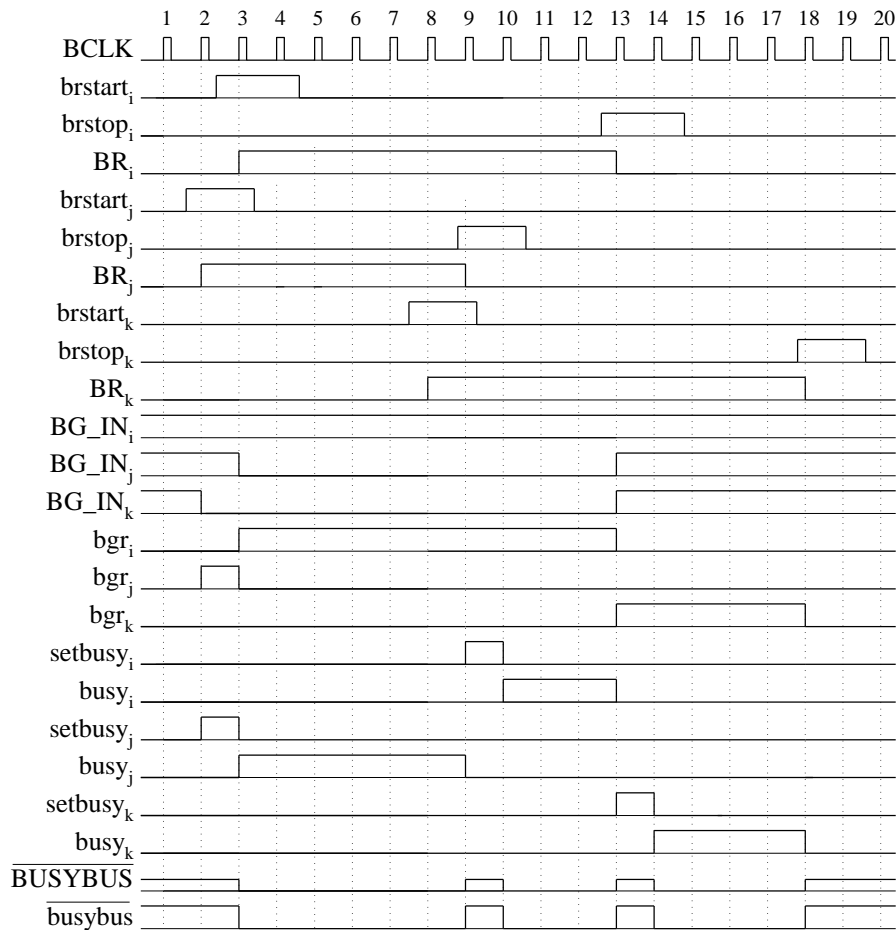 1 2 3 4 5 6 7 8 9 10 11 12 13 14 15 16 17 18 19 20
BCLK
brstart_i
brstop_i
BR_i
brstart_j
brstop_j
BR_j
brstart_k
brstop_k
BR_k
BG_IN_i
BG_IN_j
BG_IN_k
bgr_i
bgr_j
bgr_k
setbusy_i
busy_i
setbusy_j
busy_j
setbusy_k
busy_k
BUSYBUS
busybus